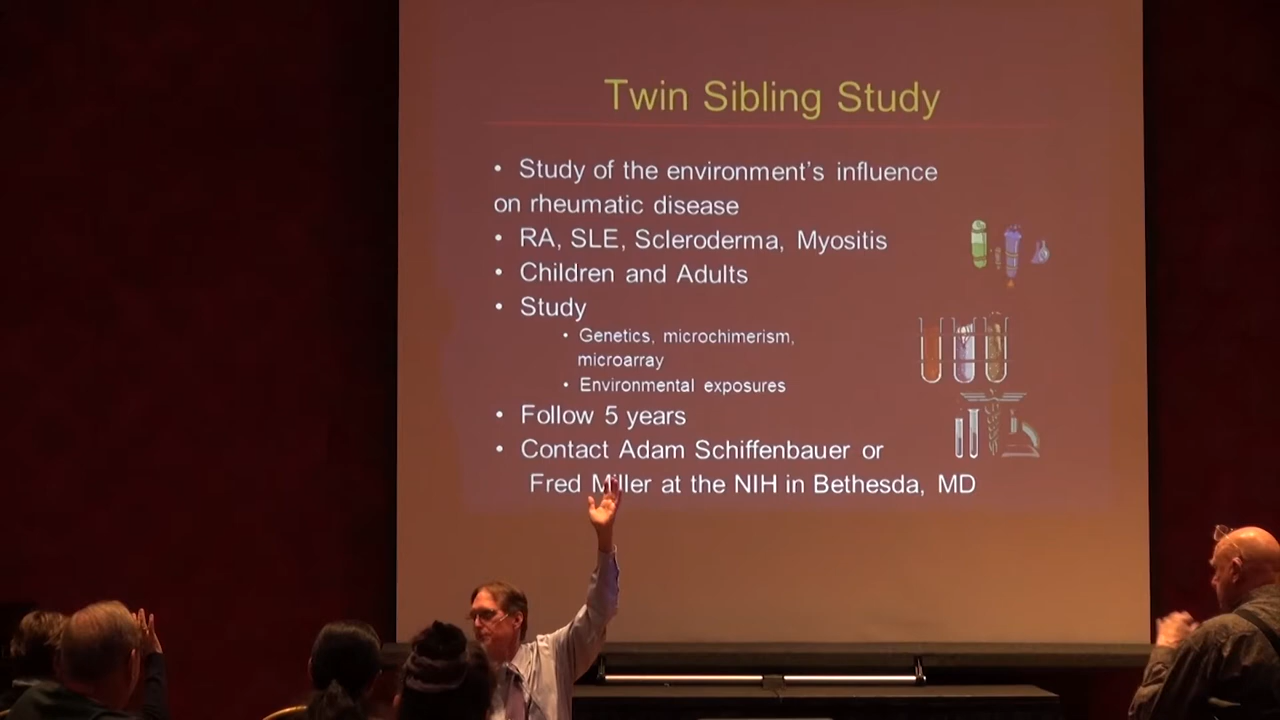 Twin Sibling Study
• Study of the environment's influence
on rheumatic disease
• RA, SLE, Scleroderma, Myositis
• Children and Adults
• Study
• Genetics, microchimerism,
microarray
• Environmental exposures
• Follow 5 years
• Contact Adam Schiffenbauer or
Fred Miller at the NIH in Bethesda, MD